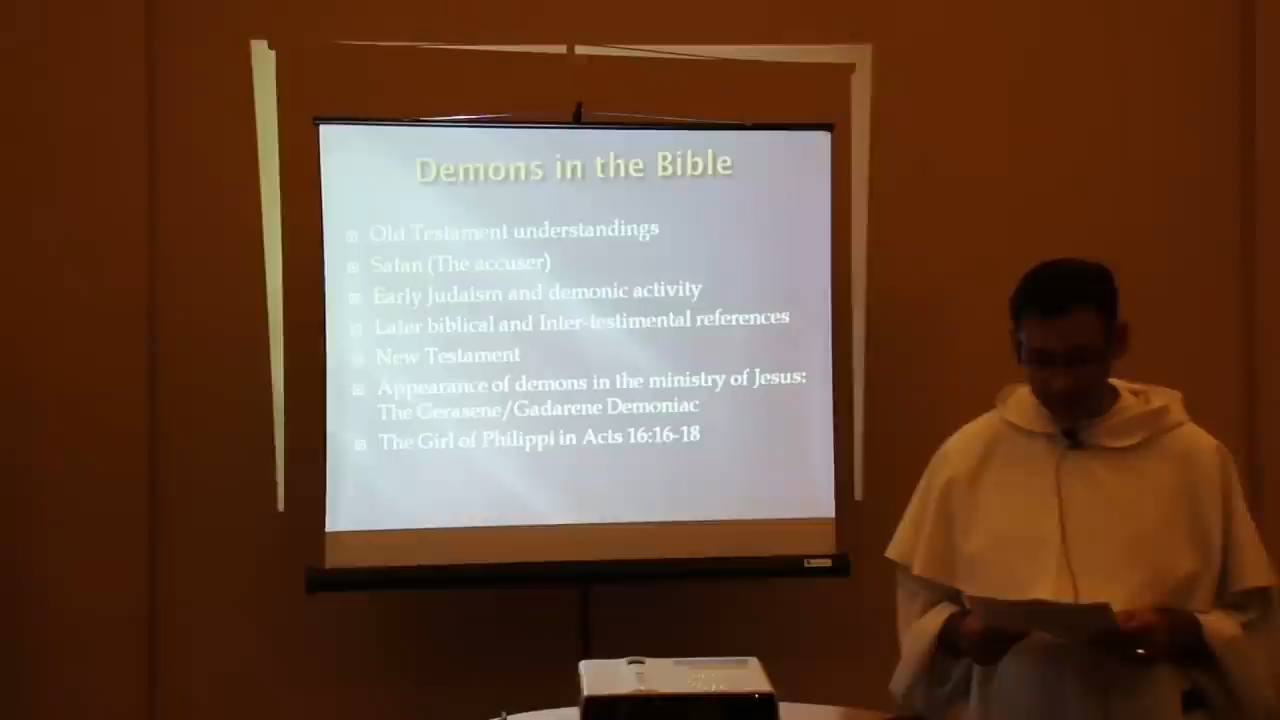 Demons in the Bible
Old Testament understandings
Satan (The accuser)
Early Judaism and demonic activity
Later biblical and Inter-testimental references
New Testament
Appearance of demons in the ministry of Jesus:
The Gerasene/Gadarene Demoniac
The Girl of Philippi in Acts 16:16-18